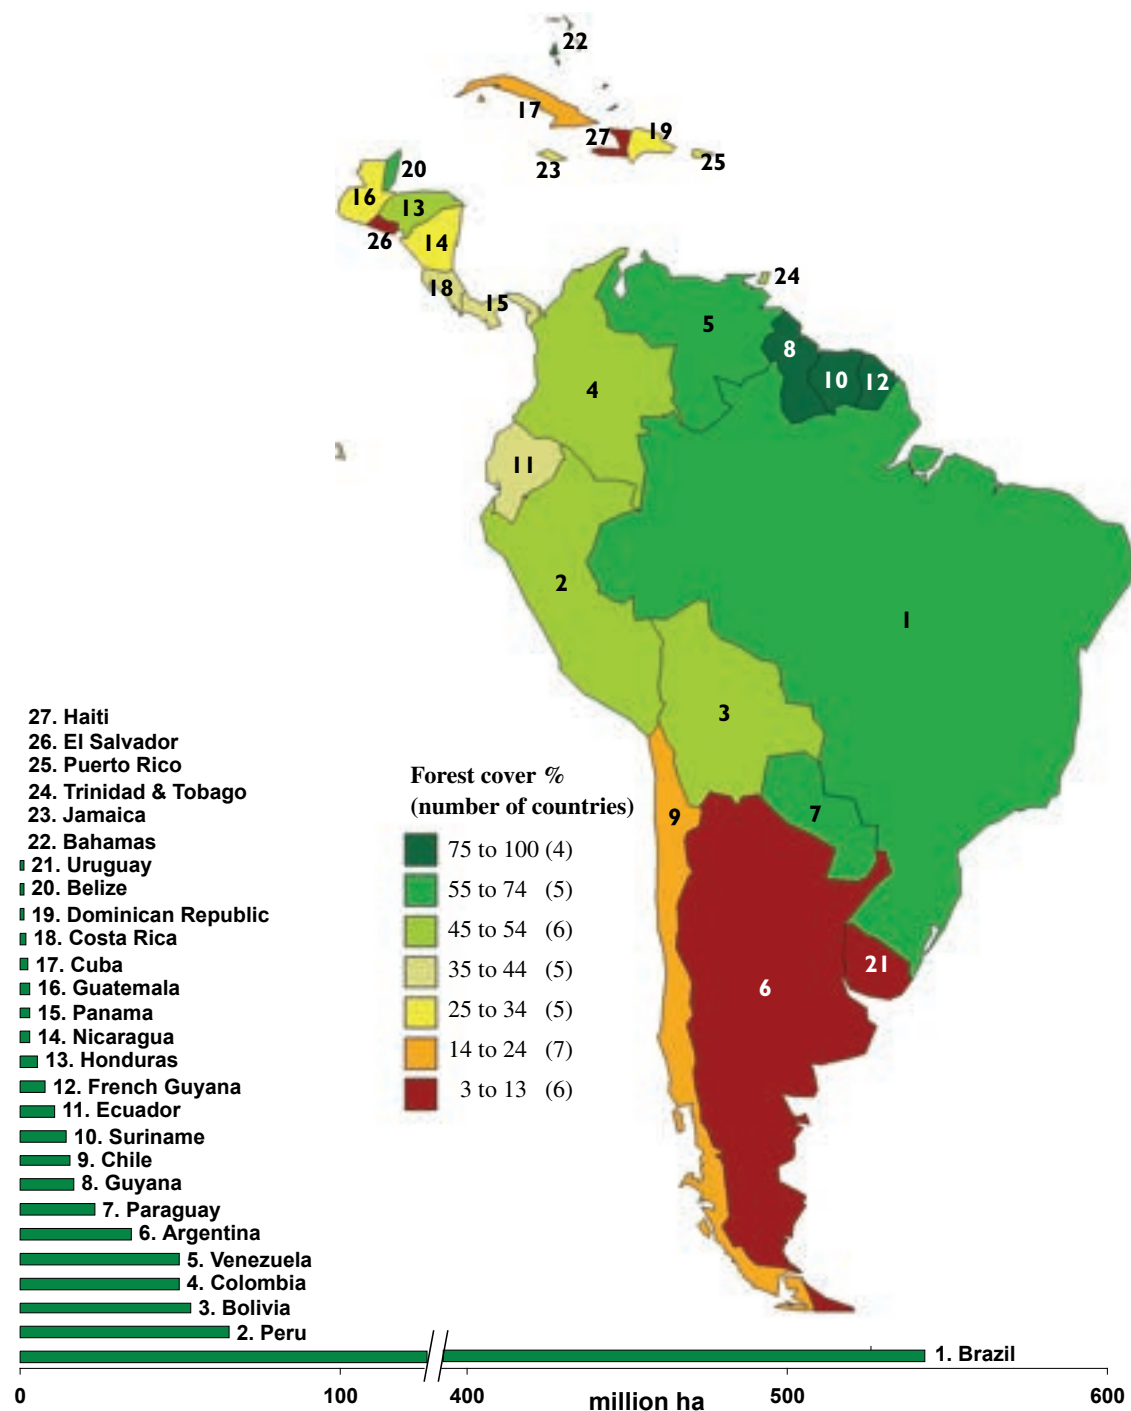 22
17
27
19
23
25
20
16
13
26
14
18
15
24
5
8
10
12
4
11
2
1
3
7
9
21
6
27. Haiti
26. El Salvador
25. Puerto Rico
24. Trinidad & Tobago
23. Jamaica
22. Bahamas
21. Uruguay
20. Belize
19. Dominican Republic
18. Costa Rica
17. Cuba
16. Guatemala
15. Panama
14. Nicaragua
13. Honduras
12. French Guyana
11. Ecuador
10. Suriname
9. Chile
8. Guyana
7. Paraguay
6. Argentina
5. Venezuela
4. Colombia
3. Bolivia
2. Peru
1. Brazil
0 100 400 500 600
million ha
Forest cover %
(number of countries)
75 to 100 (4)
55 to 74 (5)
45 to 54 (6)
35 to 44 (5)
25 to 34 (5)
14 to 24 (7)
3 to 13 (6)